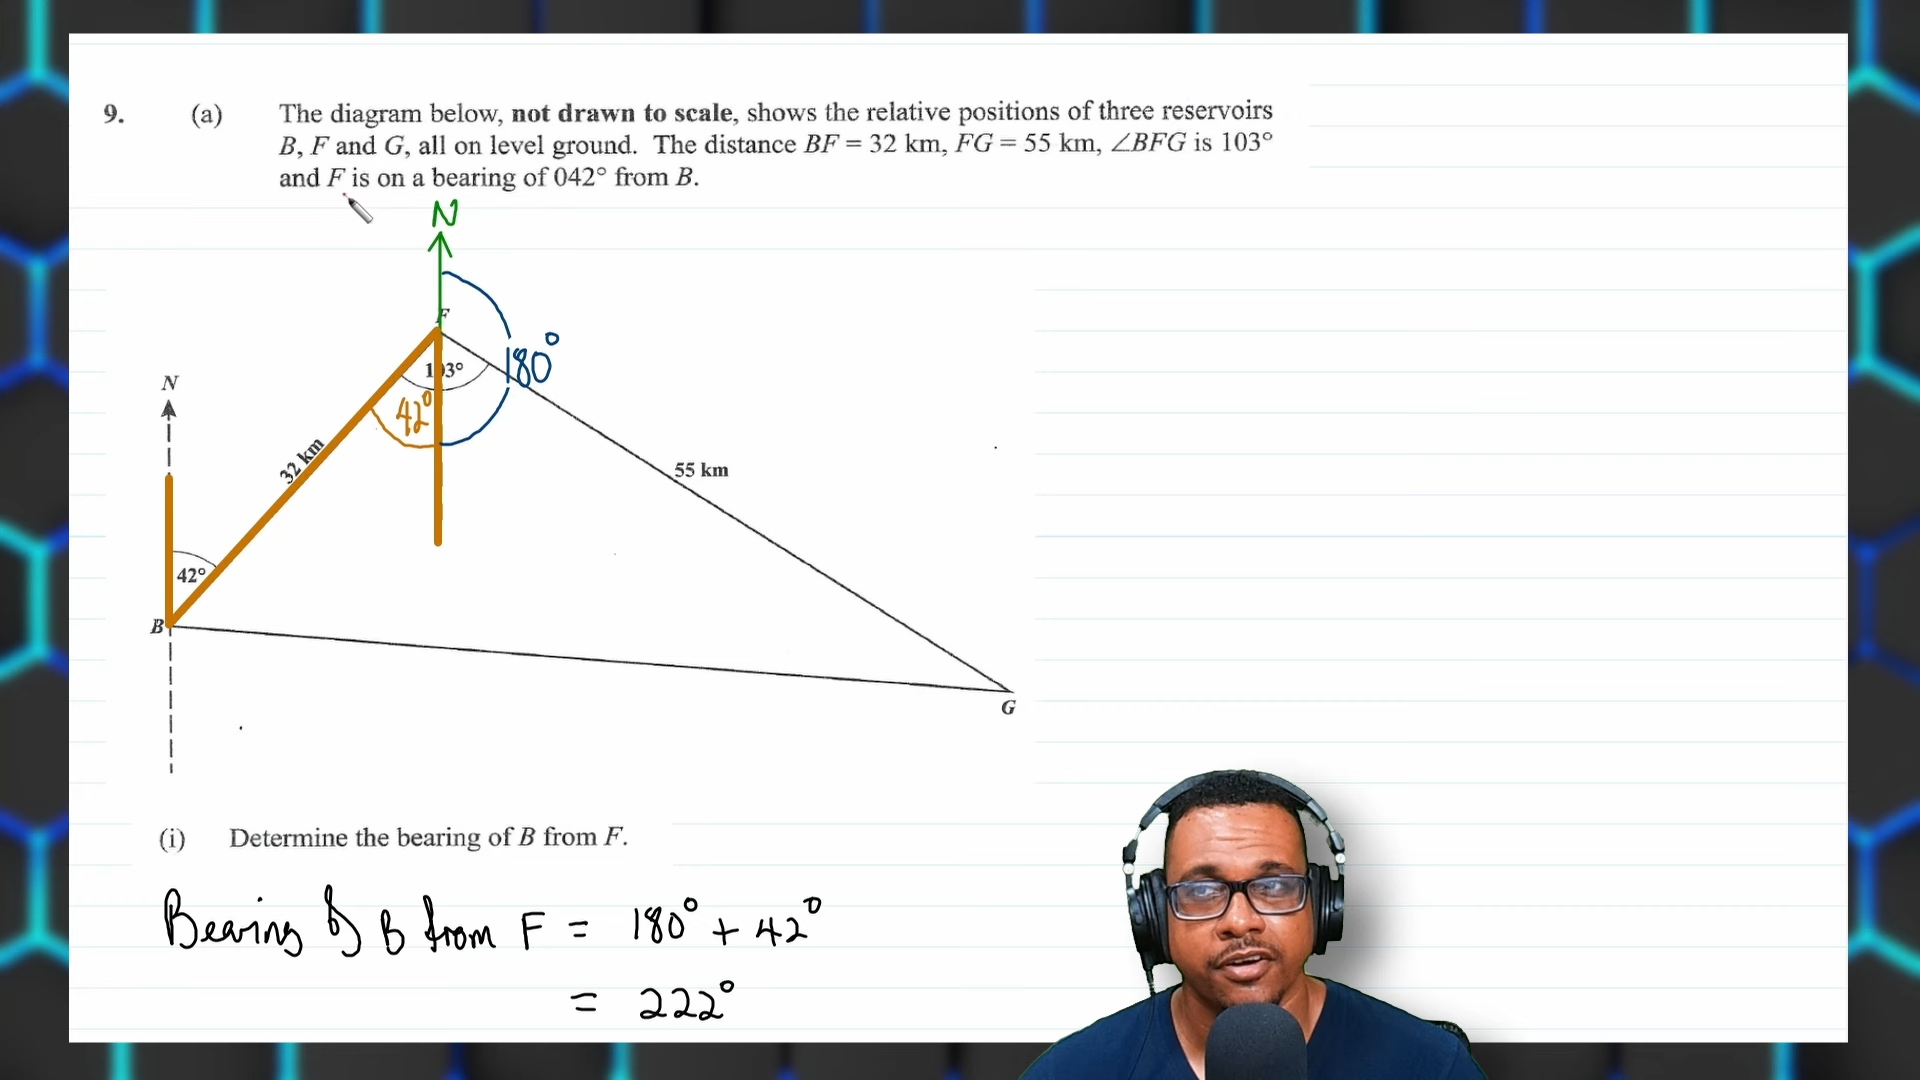 9. (a) The diagram below, not drawn to scale, shows the relative positions of three reservoirs
B, F and G, all on level ground. The distance BF = 32 km, FG = 55 km, ∠BFG is 103°
and F is on a bearing of 042° from B.
N
F
103°
180°
N
42°
32 km
55 km
42°
B
G
(i) Determine the bearing of B from F.
Bearing of B from F = 180° + 42°
= 222°